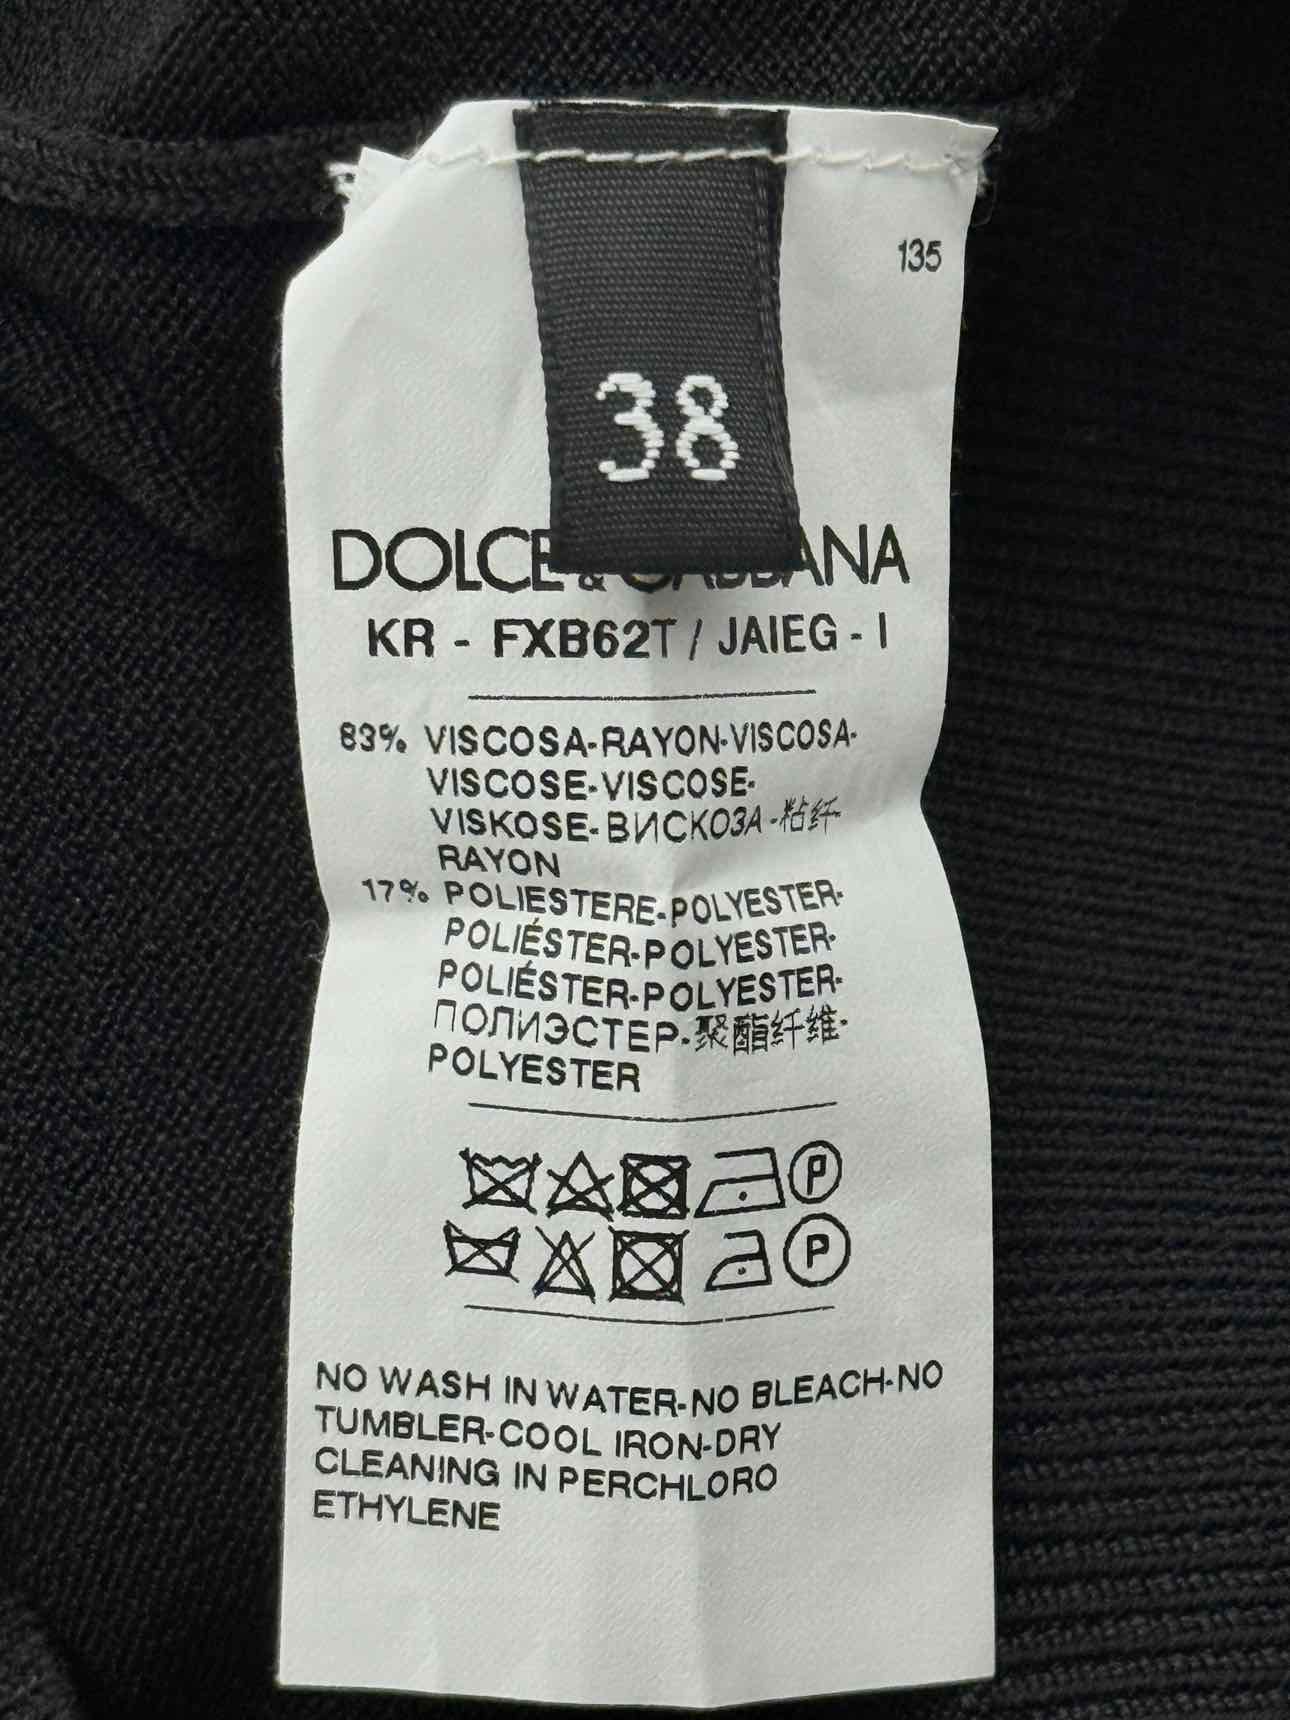 135
38
DOLCE & GABBANA
KR - FXB62T / JAIEG - I
83% VISCOSA-RAYON-VISCOSA-
VISCOSE-VISCOSE-
VISKOSE-ВИСКОЗА-粘纤-
RAYON
17% POLIESTERE-POLYESTER-
POLIÉSTER-POLYESTER-
POLIÉSTER-POLYESTER-
ПОЛИЭСТЕР-聚酯纤维-
POLYESTER
P
P
NO WASH IN WATER-NO BLEACH-NO
TUMBLER-COOL IRON-DRY
CLEANING IN PERCHLORO
ETHYLENE